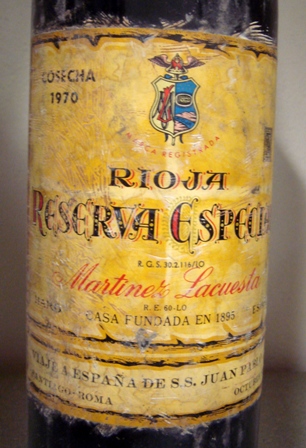 COSECHA
1970
MARCA REGISTRADA
RIOJA
RESERVA ESPECIA
R.G.S. 30.2.116/LO
Martinez Lacuesta
R.E. 60-LO
CASA FUNDADA EN 1895
VIAJE A ESPAÑA DE S.S. JUAN PAB
SANTIAGO-ROMA